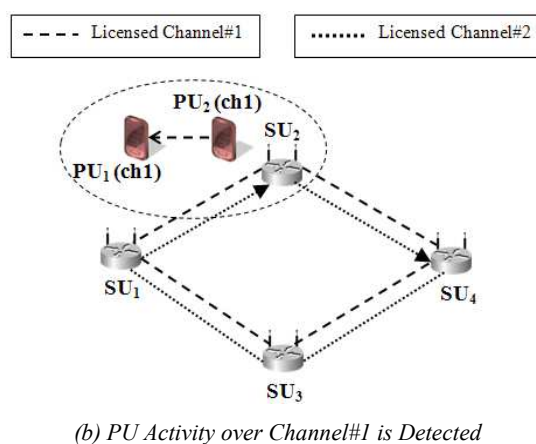 Licensed Channel#1
Licensed Channel#2
PU2 (ch1)
SU2
PU1 (ch1)
SU1
SU4
SU3
(b) PU Activity over Channel#1 is Detected